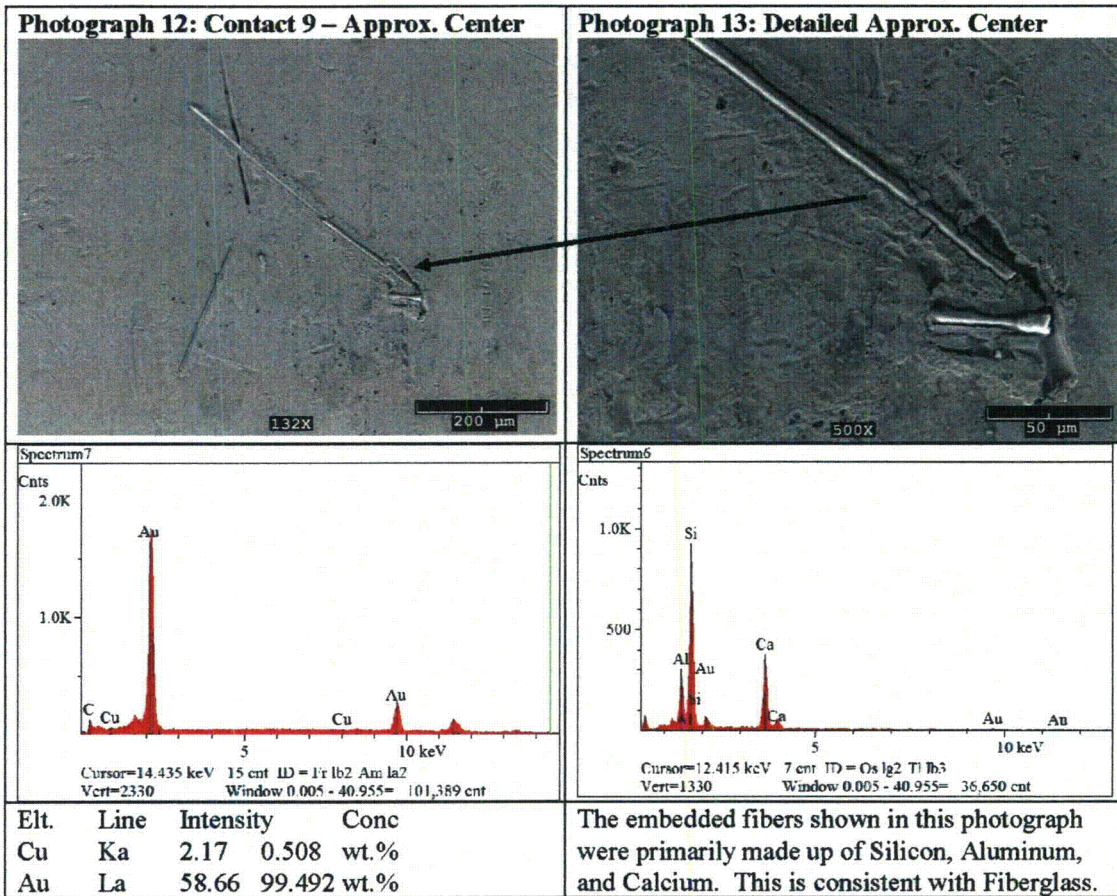 Photograph 12: Contact 9 – Approx. Center
132X
200 µm
Photograph 13: Detailed Approx. Center
500X
50 µm
Spectrum7
Cnts
2.0K
Au
1.0K
C
Cu
Cu
Au
5
10 keV
Cursor=14.435 keV 15 cnt ID = Fr lb2 Am la2
Vert=2330 Window 0.005 - 40.955= 101,389 cnt
Spectrum6
Cnts
1.0K
Si
500
Al
Au
Ca
Si
Al
Ca
Au
Au
5
10 keV
Cursor=12.415 keV 7 cnt ID = Os lg2 Tl lb3
Vert=1330 Window 0.005 - 40.955= 36,650 cnt
Elt. Line Intensity Conc
Cu Ka 2.17 0.508 wt.%
Au La 58.66 99.492 wt.%
The embedded fibers shown in this photograph
were primarily made up of Silicon, Aluminum,
and Calcium. This is consistent with Fiberglass.